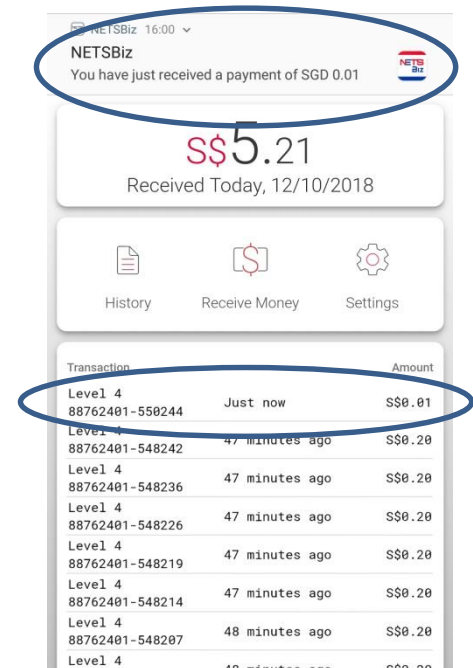 NETSBiz 16:00
NETSBiz
You have just received a payment of SGD 0.01
NETS
Biz
S$5.21
Received Today, 12/10/2018
History Receive Money Settings
Transaction Amount
Level 4
88762401-550244 Just now S$0.01
Level 4
88762401-548242 47 minutes ago S$0.20
Level 4
88762401-548236 47 minutes ago S$0.20
Level 4
88762401-548226 47 minutes ago S$0.20
Level 4
88762401-548219 47 minutes ago S$0.20
Level 4
88762401-548214 47 minutes ago S$0.20
Level 4
88762401-548207 48 minutes ago S$0.20
Level 4